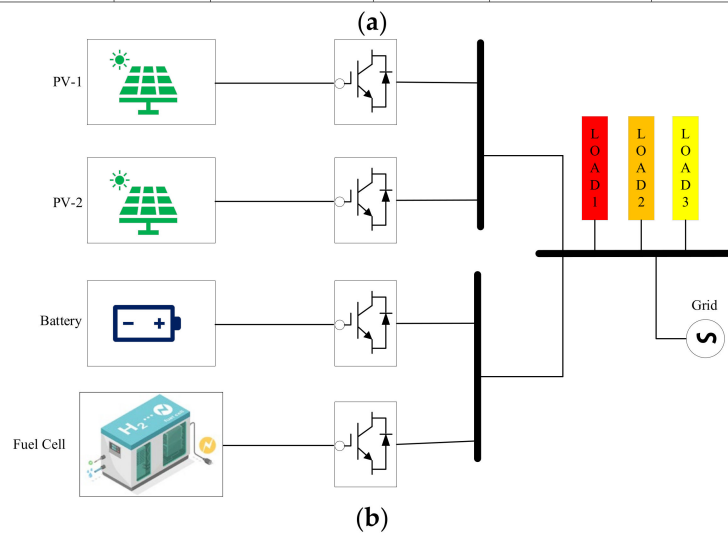 (a)
PV-1
PV-2
Battery
Fuel Cell
H2...
LOAD1
LOAD2
LOAD3
Grid
(b)